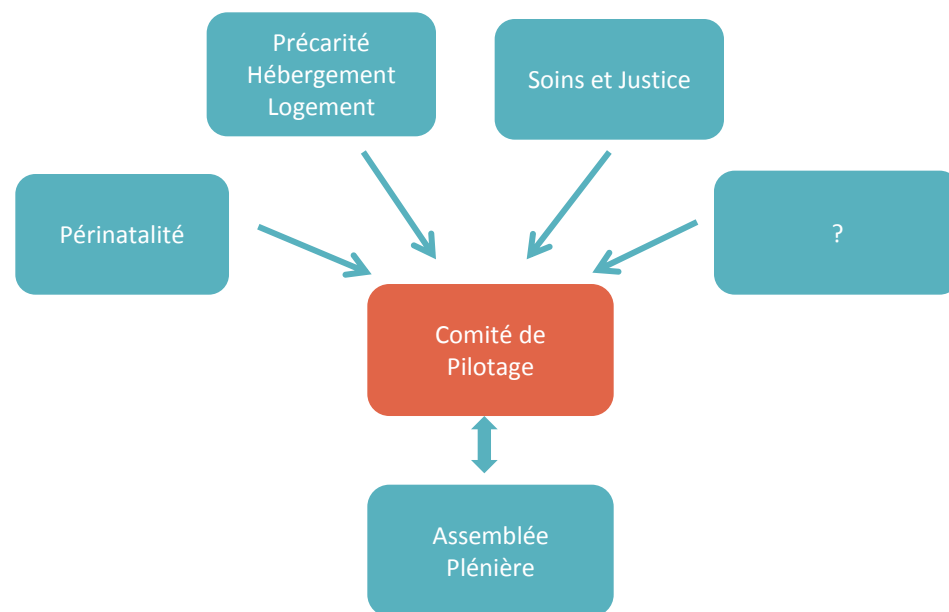 Précarité
Hébergement
Logement
Soins et Justice
Périnatalité
?
Comité de
Pilotage
Assemblée
Plénière